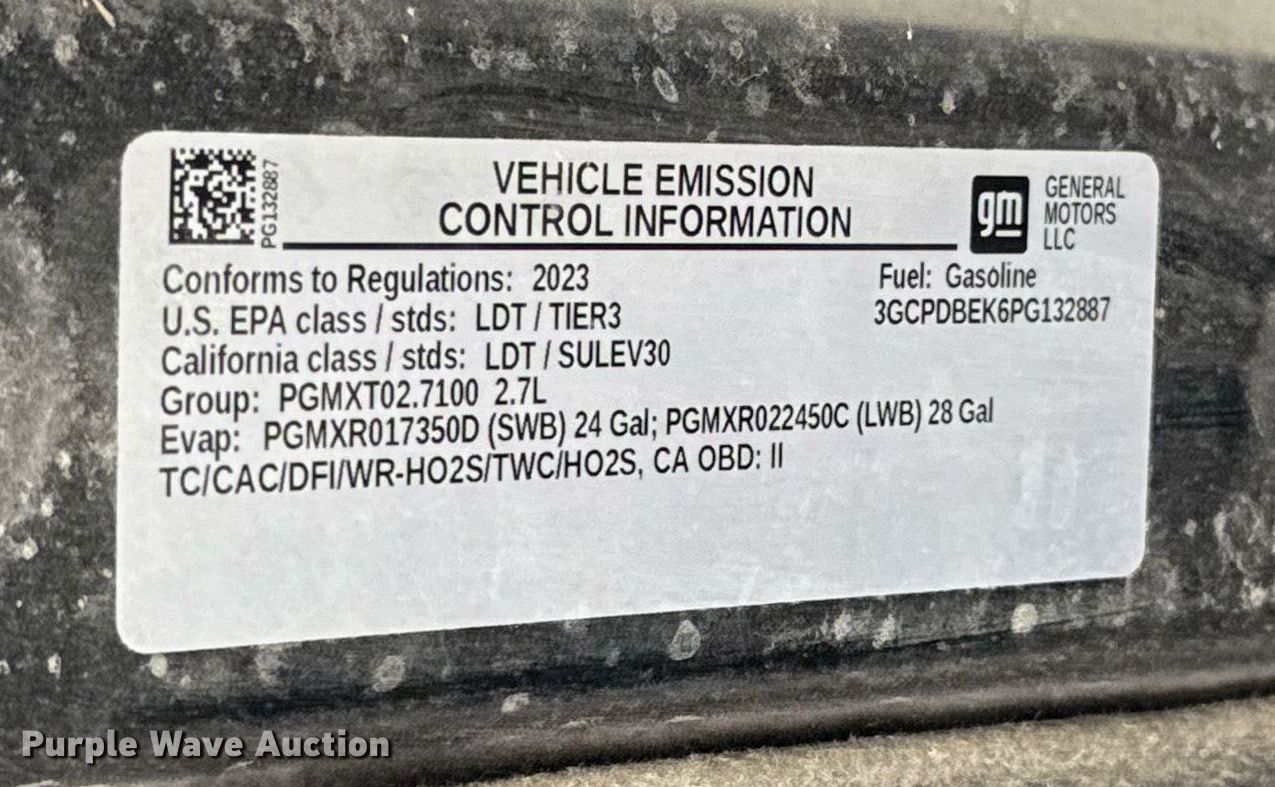 PG132887
VEHICLE EMISSION
CONTROL INFORMATION
gm
GENERAL
MOTORS
LLC
Conforms to Regulations: 2023
Fuel: Gasoline
U.S. EPA class / stds: LDT / TIER3
3GCPDBEK6PG132887
California class / stds: LDT / SULEV30
Group: PGMXT02.7100 2.7L
Evap: PGMXR017350D (SWB) 24 Gal; PGMXR022450C (LWB) 28 Gal
TC/CAC/DFI/WR-HO2S/TWC/HO2S, CA OBD: II
Purple Wave Auction